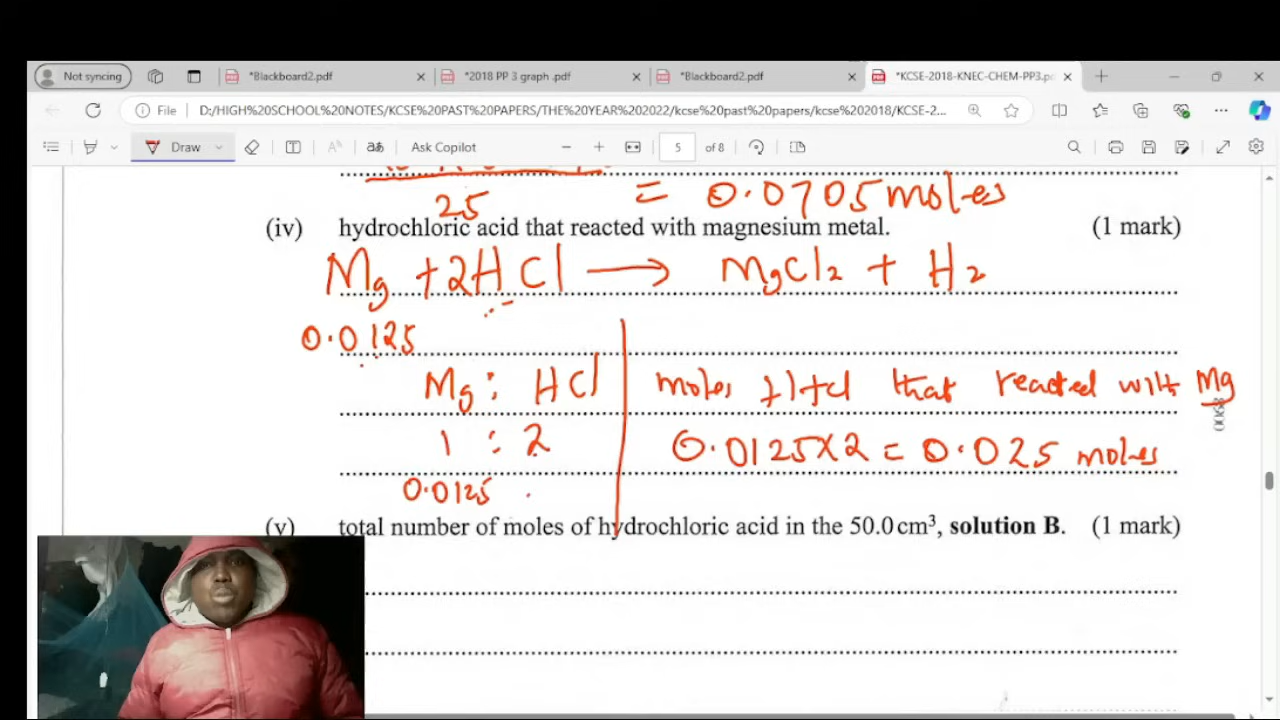 Not syncing
*Blackboard2.pdf
*2018 PP 3 graph .pdf
*Blackboard2.pdf
*KCSE-2018-KNEC-CHEM-PP3.p
File
D:/HIGH%20SCHOOL%20NOTES/KCSE%20PAST%20PAPERS/THE%20YEAR%202022/kcse%20past%20papers/kcse%202018/KCSE-2...
Draw
Ask Copilot
5 of 8
25 = 0.0705 moles
(iv) hydrochloric acid that reacted with magnesium metal. (1 mark)
Mg + 2HCl → MgCl2 + H2
0.0125
Mg : HCl
1 : 2
0.0125
moles HCl that reacted with Mg
0.0125 × 2 = 0.025 moles
0068
(v) total number of moles of hydrochloric acid in the 50.0 cm³, solution B. (1 mark)